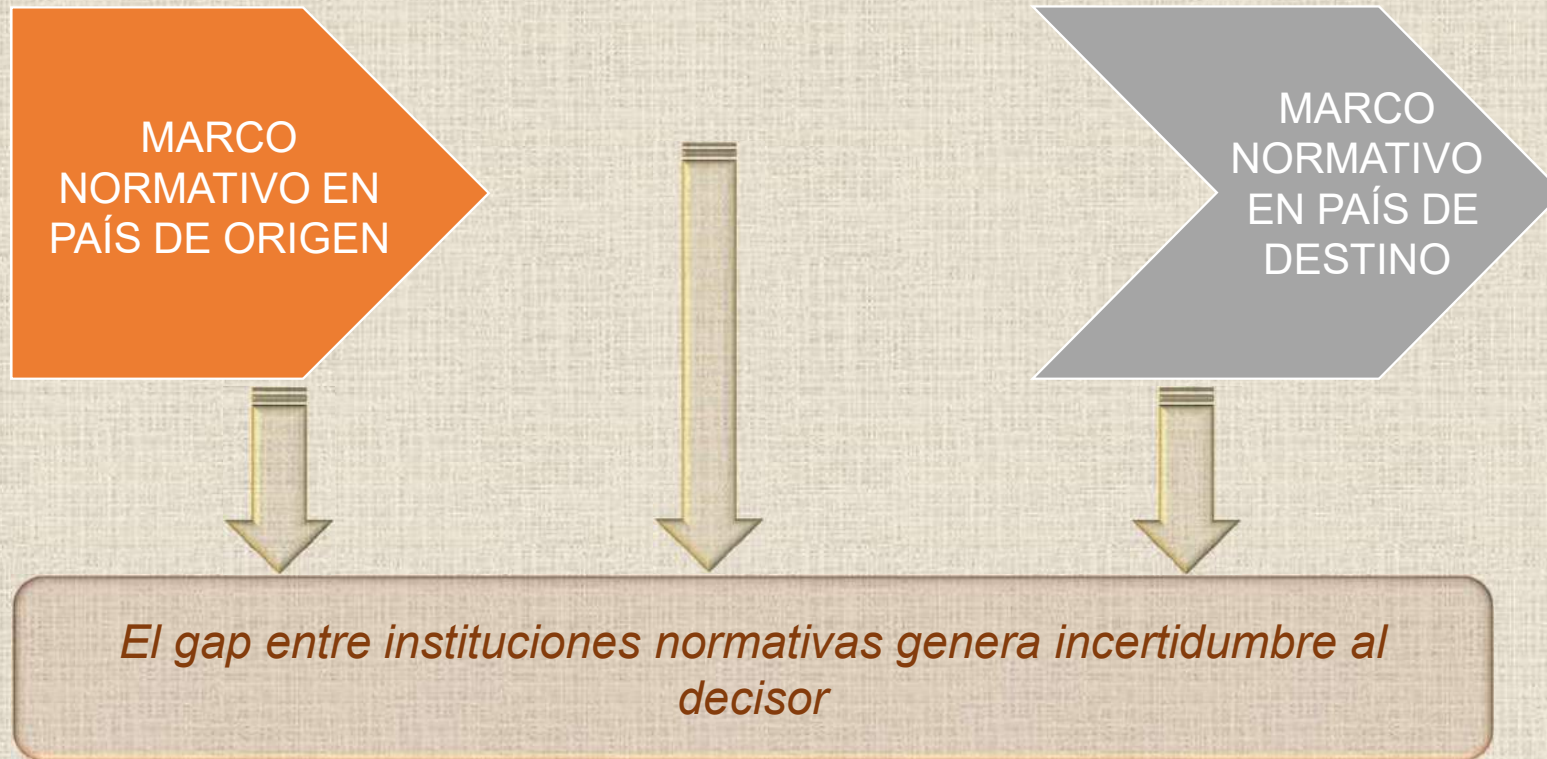 MARCO
NORMATIVO EN
PAÍS DE ORIGEN
MARCO
NORMATIVO
EN PAÍS DE
DESTINO
El gap entre instituciones normativas genera incertidumbre al
decisor